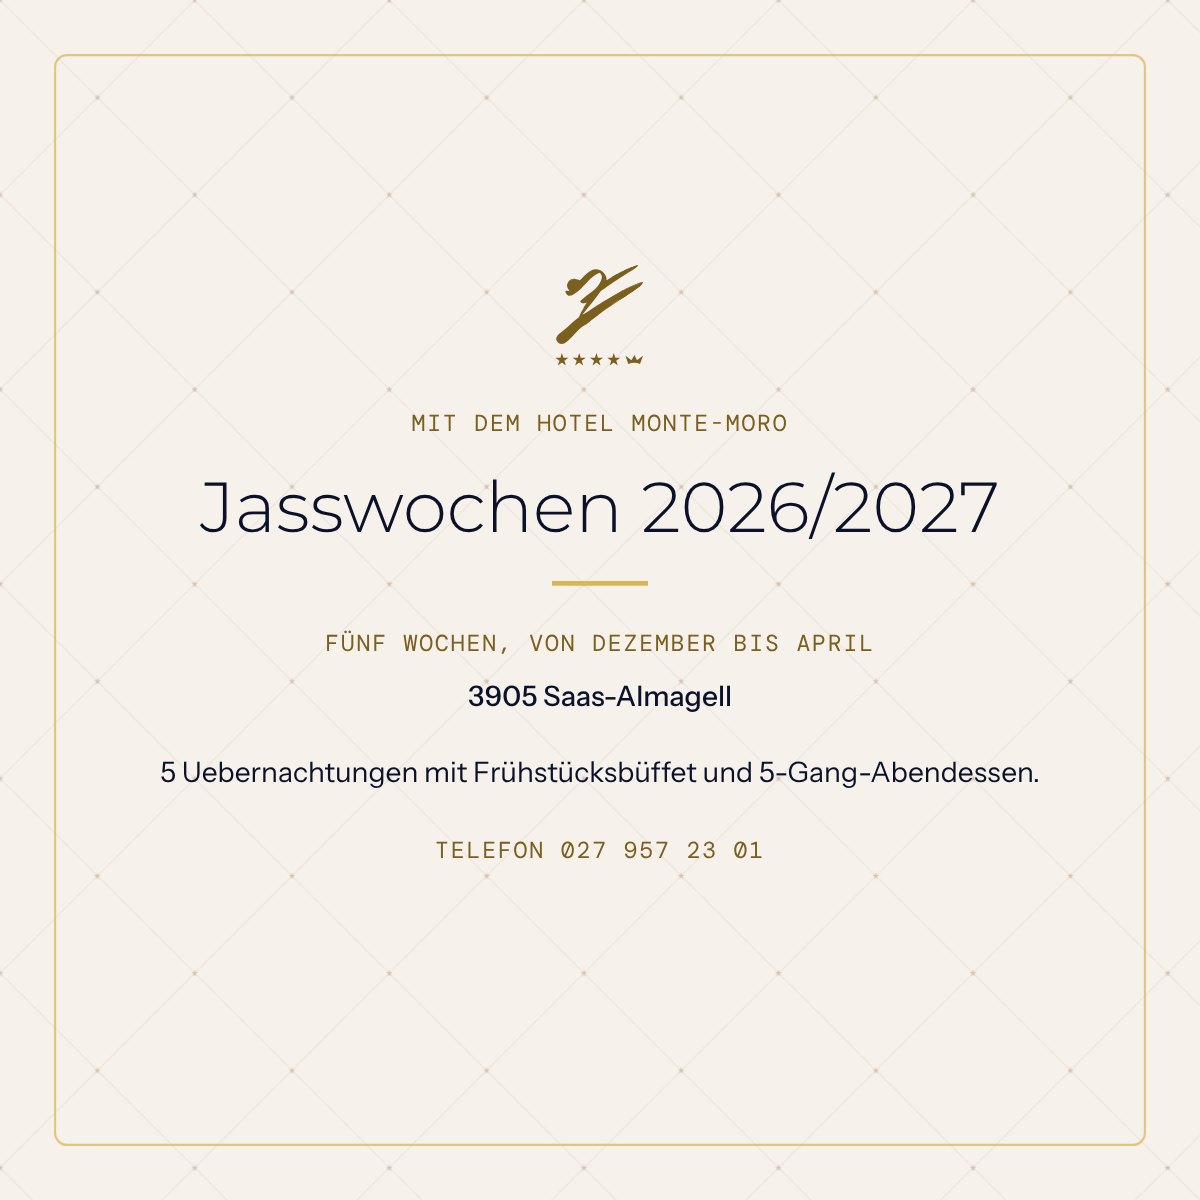 MIT DEM HOTEL MONTE-MORO
Jasswochen 2026/2027
FÜNF WOCHEN, VON DEZEMBER BIS APRIL
3905 Saas-Almagell
5 Uebernachtungen mit Frühstücksbüffet und 5-Gang-Abendessen.
TELEFON 027 957 23 01